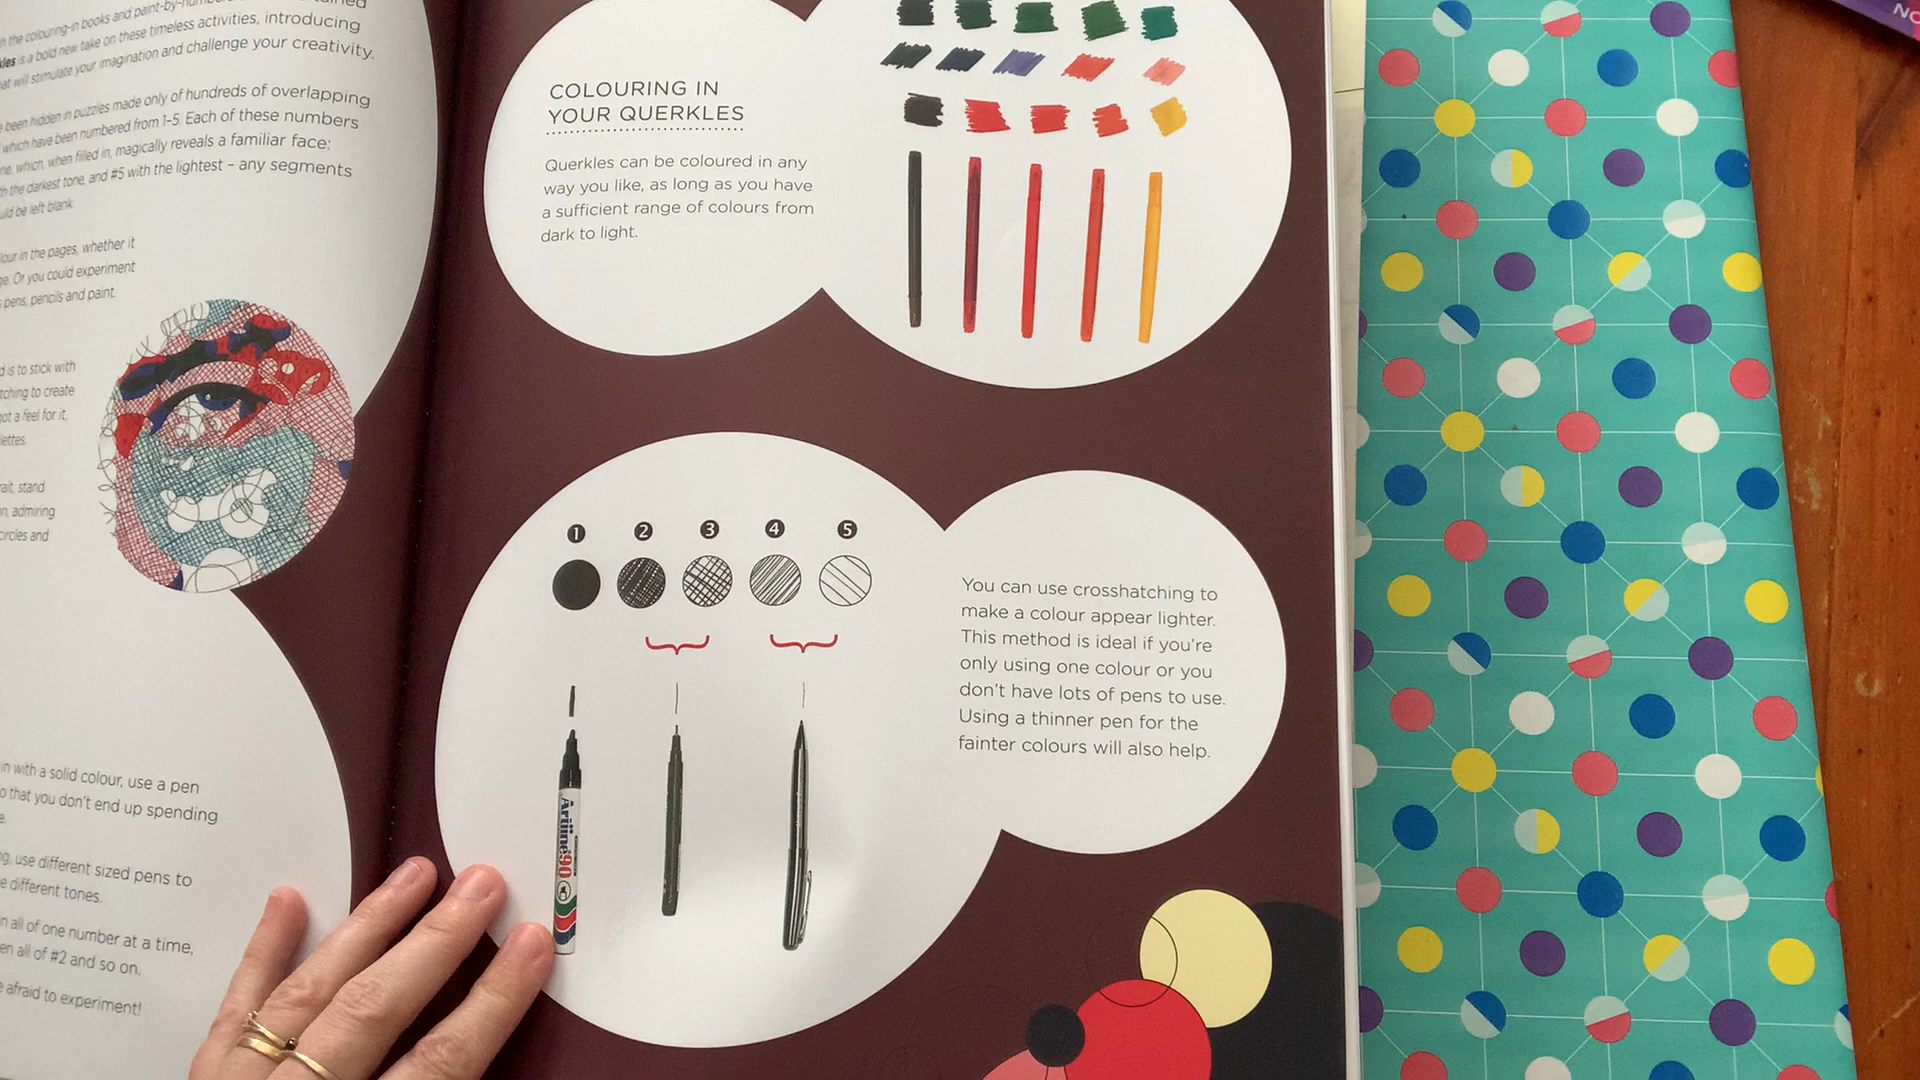 in the colouring-in books and paint-by-numbers
kles is a bold new take on these timeless activities, introducing
at will stimulate your imagination and challenge your creativity.
been hidden in puzzles made only of hundreds of overlapping
which have been numbered from 1–5. Each of these numbers
ne, which, when filled in, magically reveals a familiar face;
the darkest tone, and #5 with the lightest – any segments
uld be left blank.
lour in the pages, whether it
ge. Or you could experiment
pens, pencils and paint.
d is to stick with
tching to create
got a feel for it,
lettes.
rait, stand
n, admiring
circles and
in with a solid colour, use a pen
o that you don't end up spending
e.
g, use different sized pens to
e different tones.
n all of one number at a time,
en all of #2 and so on.
e afraid to experiment!
COLOURING IN
YOUR QUERKLES
Querkles can be coloured in any
way you like, as long as you have
a sufficient range of colours from
dark to light.
1 2 3 4 5
Artline 90
You can use crosshatching to
make a colour appear lighter.
This method is ideal if you're
only using one colour or you
don't have lots of pens to use.
Using a thinner pen for the
fainter colours will also help.